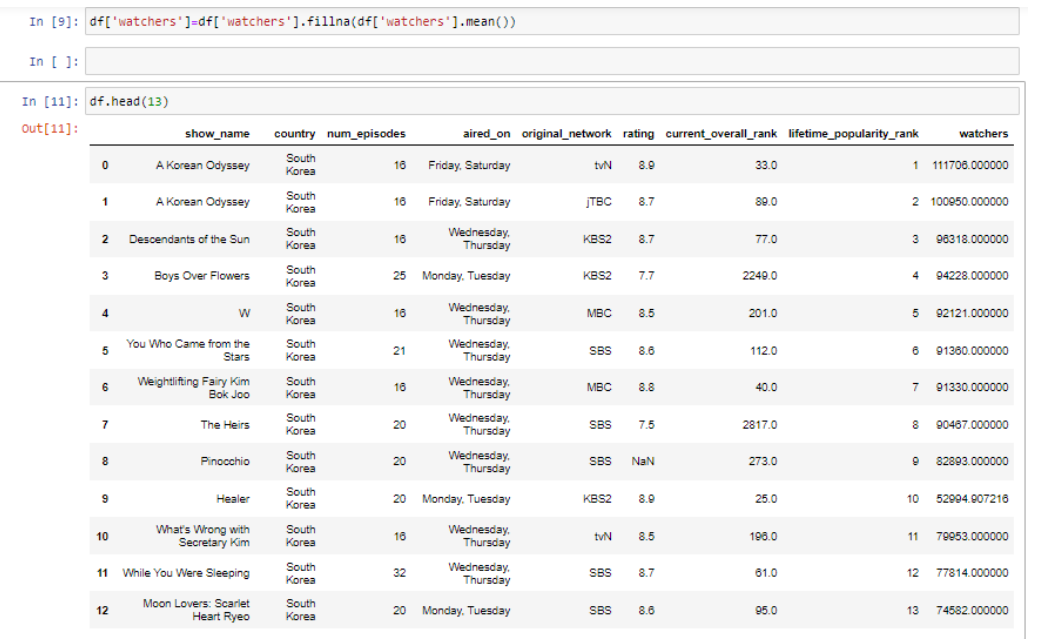 In [9]: df['watchers']=df['watchers'].fillna(df['watchers'].mean())
In [ ]:
In [11]: df.head(13)
Out[11]:
show_name country num_episodes aired_on original_network rating current_overall_rank lifetime_popularity_rank watchers
0 A Korean Odyssey South Korea 16 Friday, Saturday tvN 8.9 33.0 1 111706.000000
1 A Korean Odyssey South Korea 16 Friday, Saturday jTBC 8.7 89.0 2 100950.000000
2 Descendants of the Sun South Korea 16 Wednesday, Thursday KBS2 8.7 77.0 3 96318.000000
3 Boys Over Flowers South Korea 25 Monday, Tuesday KBS2 7.7 2249.0 4 94228.000000
4 W South Korea 16 Wednesday, Thursday MBC 8.5 201.0 5 92121.000000
5 You Who Came from the Stars South Korea 21 Wednesday, Thursday SBS 8.6 112.0 6 91360.000000
6 Weightlifting Fairy Kim Bok Joo South Korea 16 Wednesday, Thursday MBC 8.8 40.0 7 91330.000000
7 The Heirs South Korea 20 Wednesday, Thursday SBS 7.5 2817.0 8 90467.000000
8 Pinocchio South Korea 20 Wednesday, Thursday SBS NaN 273.0 9 82893.000000
9 Healer South Korea 20 Monday, Tuesday KBS2 8.9 25.0 10 52994.907216
10 What's Wrong with Secretary Kim South Korea 16 Wednesday, Thursday tvN 8.5 196.0 11 79953.000000
11 While You Were Sleeping South Korea 32 Wednesday, Thursday SBS 8.7 61.0 12 77814.000000
12 Moon Lovers: Scarlet Heart Ryeo South Korea 20 Monday, Tuesday SBS 8.6 95.0 13 74582.000000